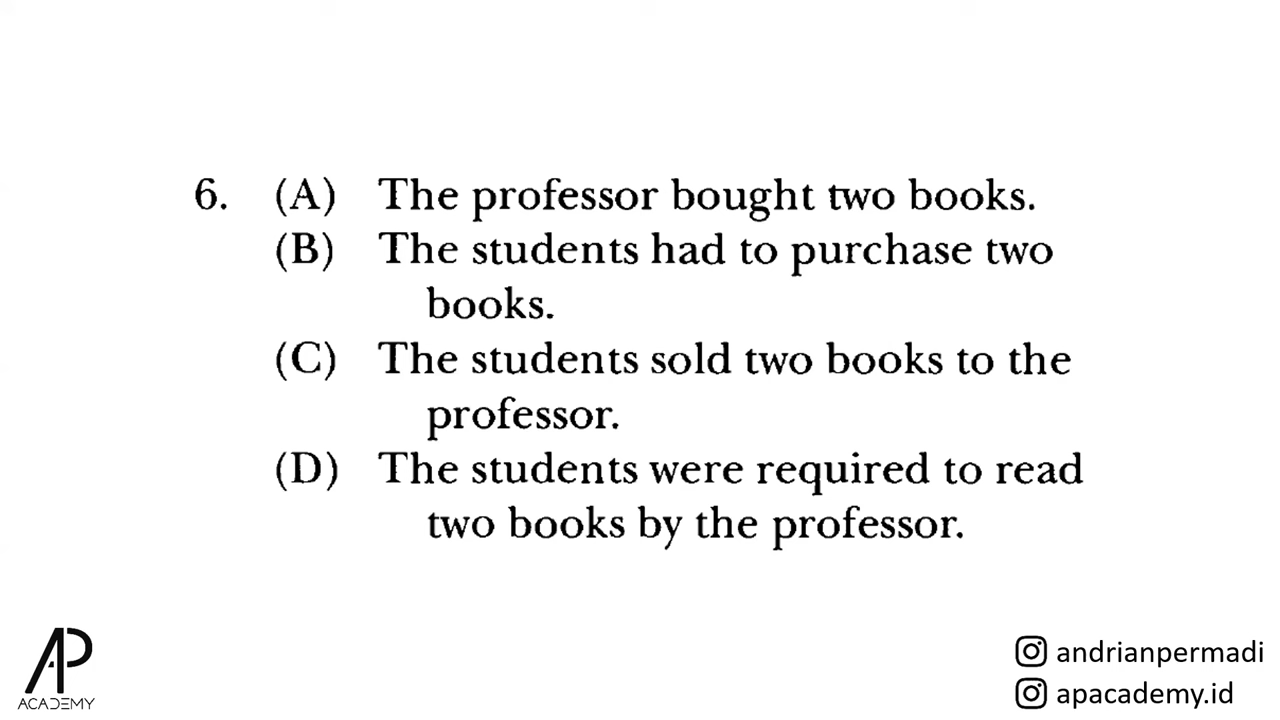 6. (A) The professor bought two books.
(B) The students had to purchase two
books.
(C) The students sold two books to the
professor.
(D) The students were required to read
two books by the professor.
AP
ACADEMY
andrianpermadi
apacademy.id